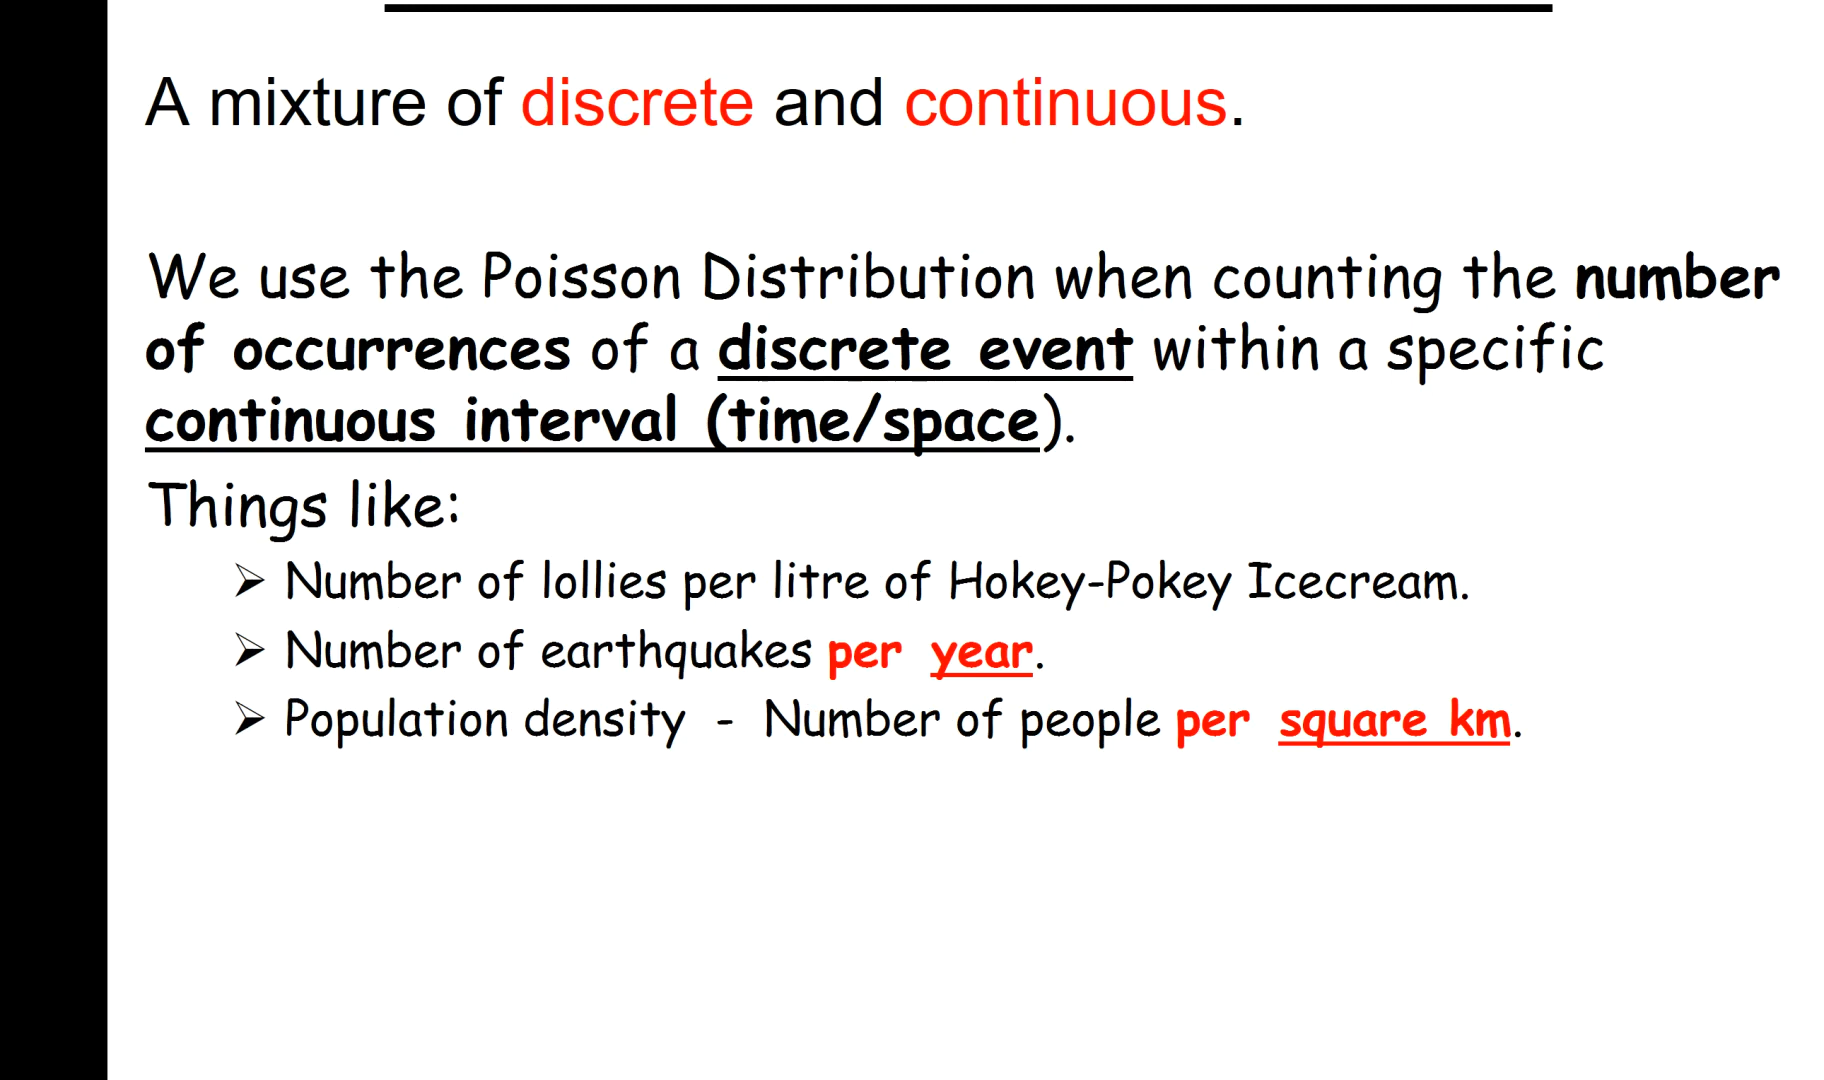 A mixture of discrete and continuous.
We use the Poisson Distribution when counting the number
of occurrences of a discrete event within a specific
continuous interval (time/space).
Things like:
➢ Number of lollies per litre of Hokey-Pokey Icecream.
➢ Number of earthquakes per year.
➢ Population density - Number of people per square km.